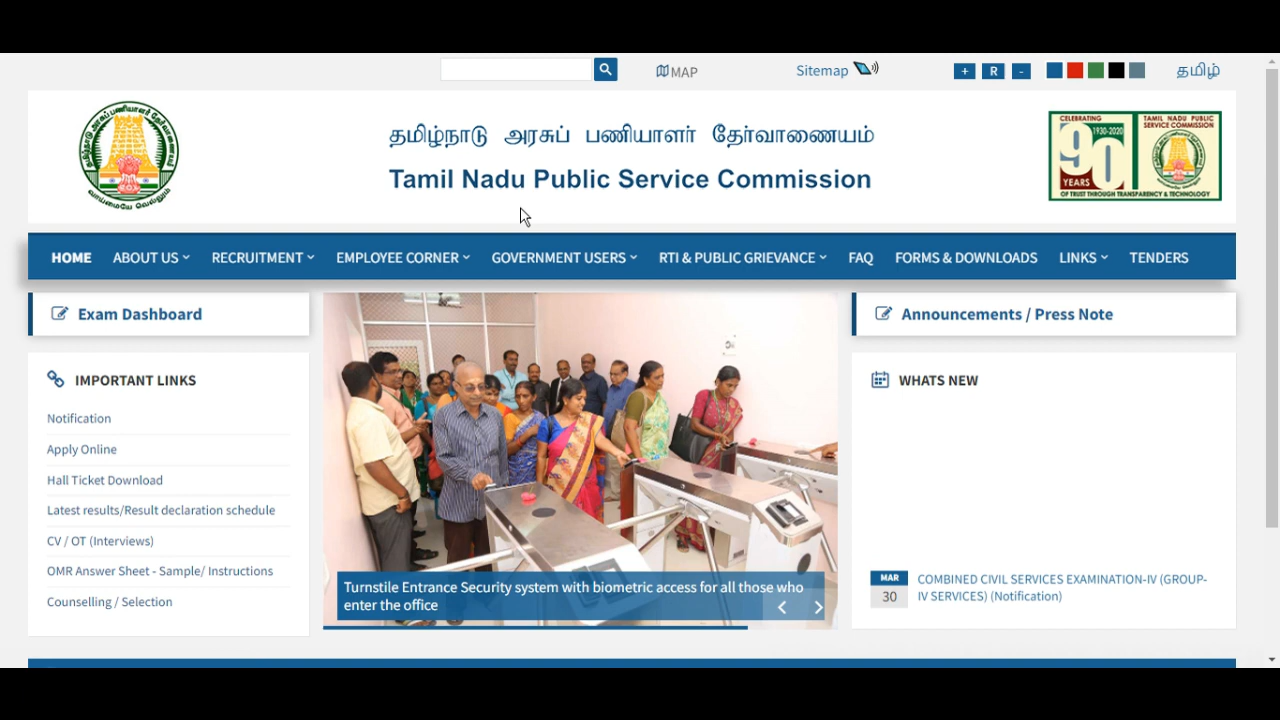 MAP
Sitemap
+ R -
தமிழ்
தமிழ்நாடு அரசுப் பணியாளர் தேர்வாணையம்
Tamil Nadu Public Service Commission
வாய்மையே வெல்லும்
CELEBRATING
90
1930-2020
YEARS
TAMIL NADU PUBLIC
SERVICE COMMISSION
OF TRUST THROUGH TRANSPARENCY & TECHNOLOGY
HOME ABOUT US RECRUITMENT EMPLOYEE CORNER GOVERNMENT USERS RTI & PUBLIC GRIEVANCE FAQ FORMS & DOWNLOADS LINKS TENDERS
Exam Dashboard
IMPORTANT LINKS
Notification
Apply Online
Hall Ticket Download
Latest results/Result declaration schedule
CV / OT (Interviews)
OMR Answer Sheet - Sample/ Instructions
Counselling / Selection
Turnstile Entrance Security system with biometric access for all those who
enter the office
Announcements / Press Note
WHATS NEW
MAR
30
COMBINED CIVIL SERVICES EXAMINATION-IV (GROUP-
IV SERVICES) (Notification)